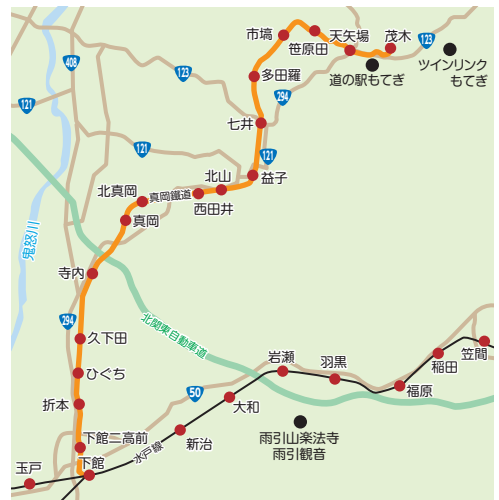 市塙
笹原田
天矢場
茂木
123
ツインリンク
もてぎ
道の駅もてぎ
408
123
多田羅
294
121
七井
121
121
北山
益子
北真岡
真岡鐵道
西田井
真岡
鬼怒川
寺内
北関東自動車道
294
久下田
笠間
岩瀬
羽黒
稲田
ひぐち
福原
50
折本
大和
雨引山楽法寺
雨引観音
下館二高前
新治
水戸線
下館
玉戸